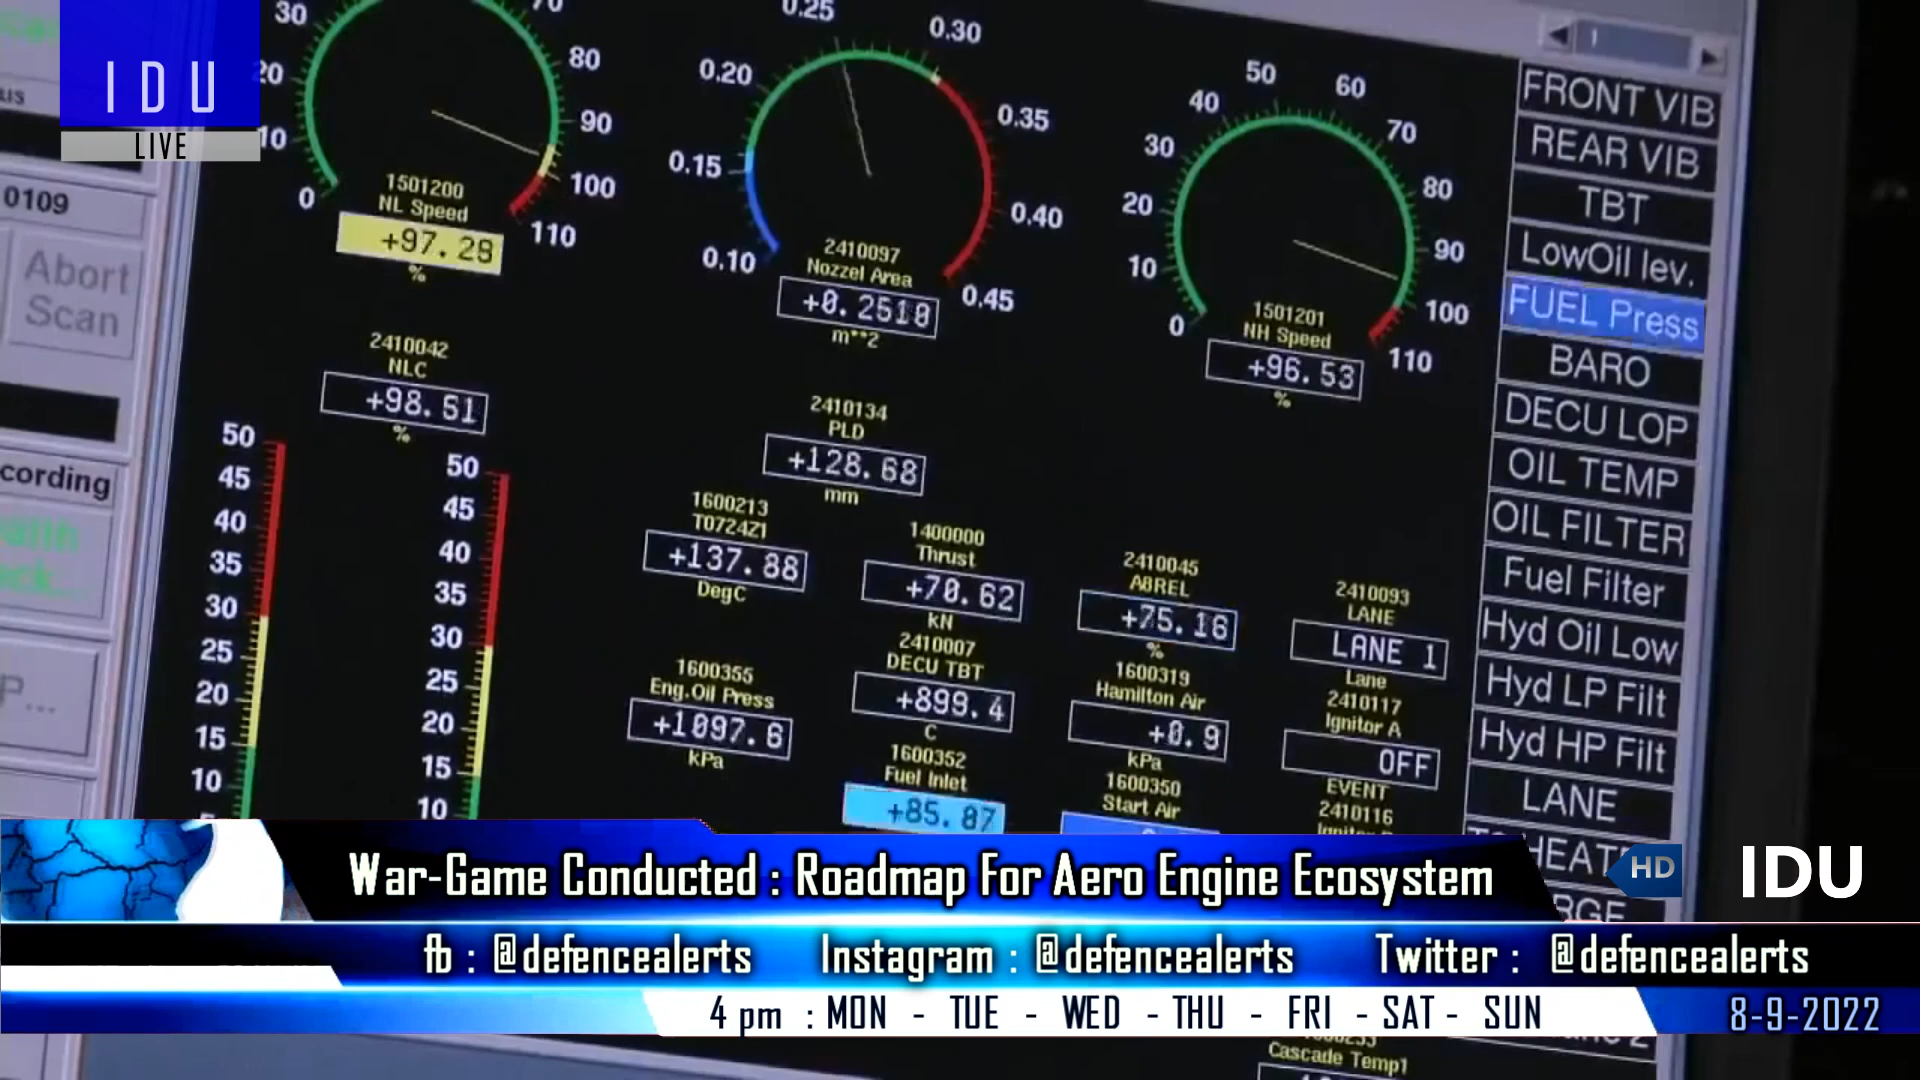 IDU
LIVE
0109
Abort
Scan
cording
30
20
10
0
70
80
90
100
110
1501200
NL Speed
+97.28
%
2410042
NLC
+98.51
%
0.10
0.15
0.20
0.25
0.30
0.35
0.40
0.45
2410097
Nozzel Area
+0.2518
m**2
0
10
20
30
40
50
60
70
80
90
100
110
1501201
NH Speed
+96.53
%
50
45
40
35
30
25
20
15
10
50
45
40
35
30
25
20
15
10
2410134
PLD
+128.68
mm
1600213
T0724Z1
+137.88
DegC
1400000
Thrust
+70.62
kN
2410045
ABREL
+75.16
%
2410093
LANE
LANE 1
Lane
1600355
Eng.Oil Press
+1097.6
kPa
2410007
DECU TBT
+899.4
C
1600319
Hamilton Air
+0.9
kPa
2410117
Ignitor A
OFF
EVENT
1600352
Fuel Inlet
+85.87
1600350
Start Air
2410116
FRONT VIB
REAR VIB
TBT
LowOil lev.
FUEL Press
BARO
DECU LOP
OIL TEMP
OIL FILTER
Fuel Filter
Hyd Oil Low
Hyd LP Filt
Hyd HP Filt
LANE
War-Game Conducted : Roadmap For Aero Engine Ecosystem
HD IDU
fb : @defencealerts Instagram : @defencealerts Twitter : @defencealerts
4 pm : MON - TUE - WED - THU - FRI - SAT - SUN 8-9-2022
Cascade Temp1